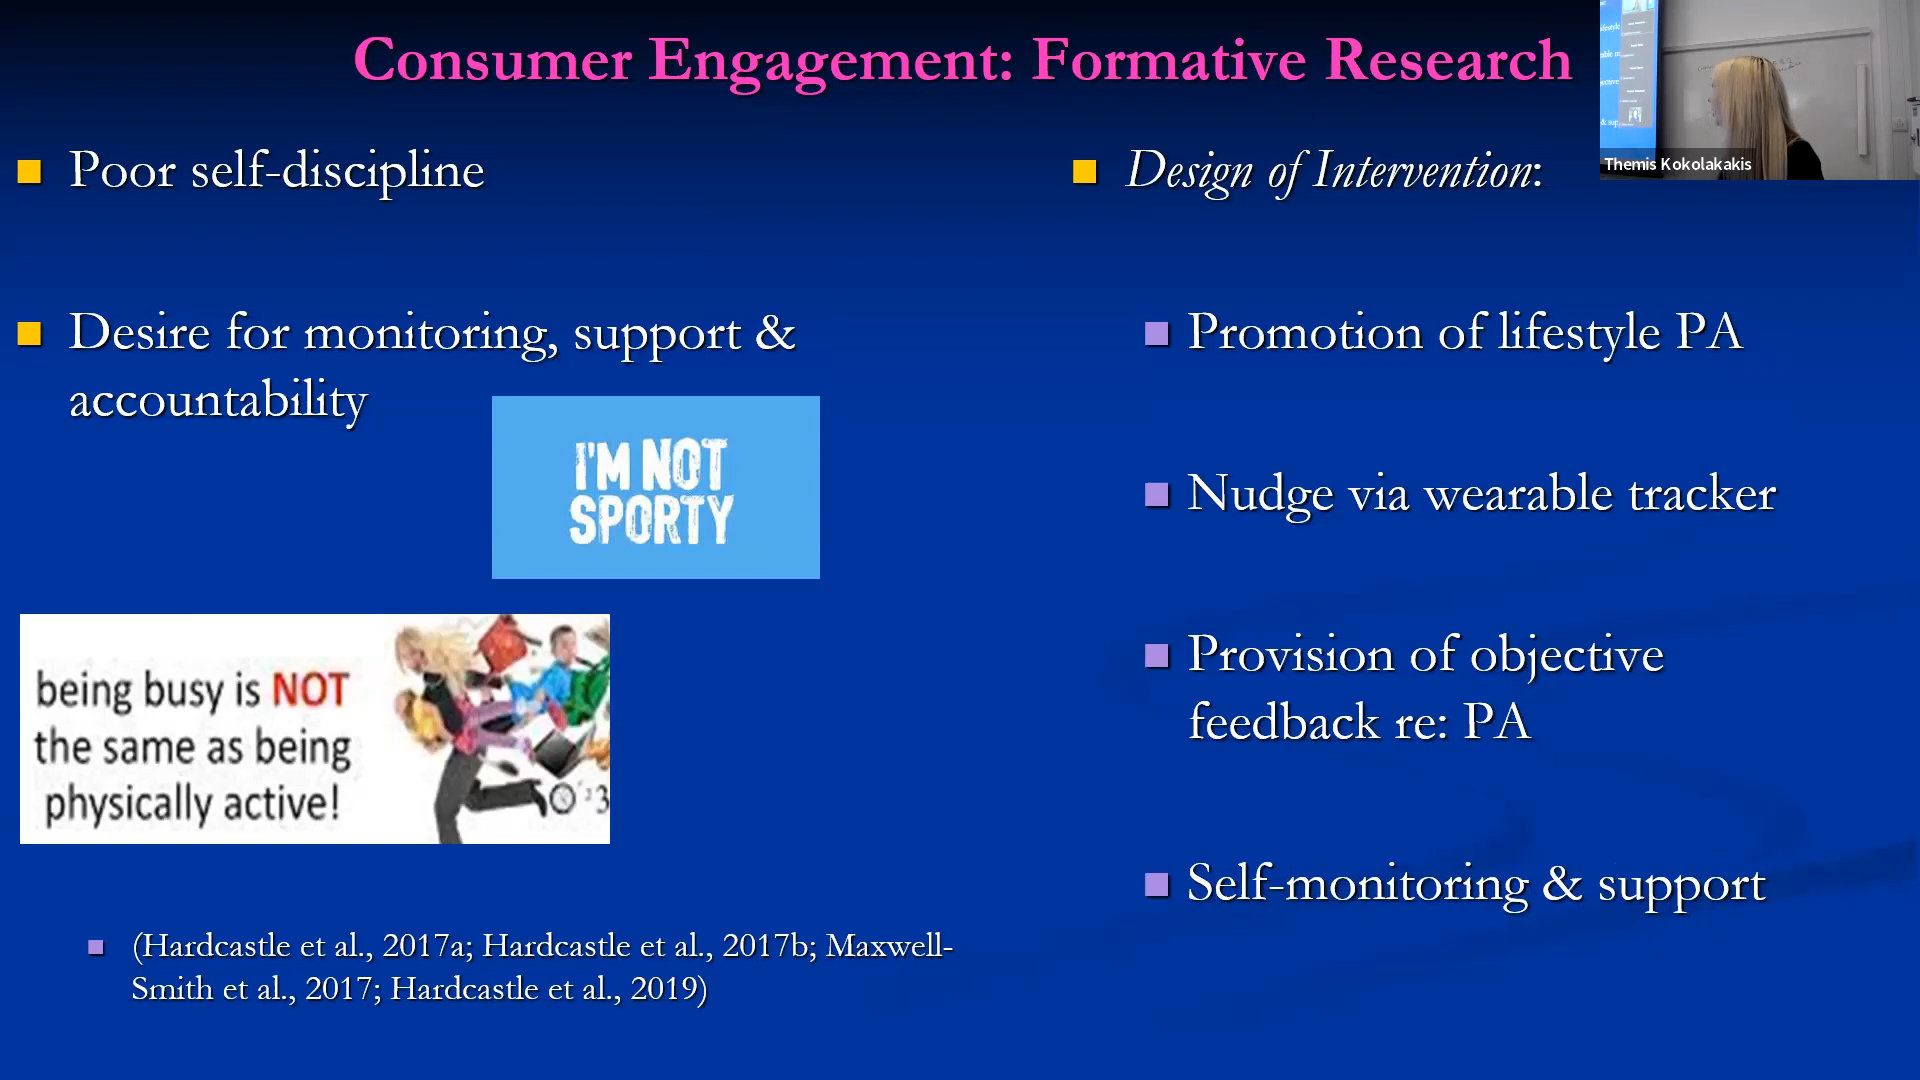 Consumer Engagement: Formative Research
Poor self-discipline
Desire for monitoring, support &
accountability
I'M NOT
SPORTY
being busy is NOT
the same as being
physically active!
(Hardcastle et al., 2017a; Hardcastle et al., 2017b; Maxwell-
Smith et al., 2017; Hardcastle et al., 2019)
Design of Intervention:
Promotion of lifestyle PA
Nudge via wearable tracker
Provision of objective
feedback re: PA
Self-monitoring & support
Themis Kokolakakis